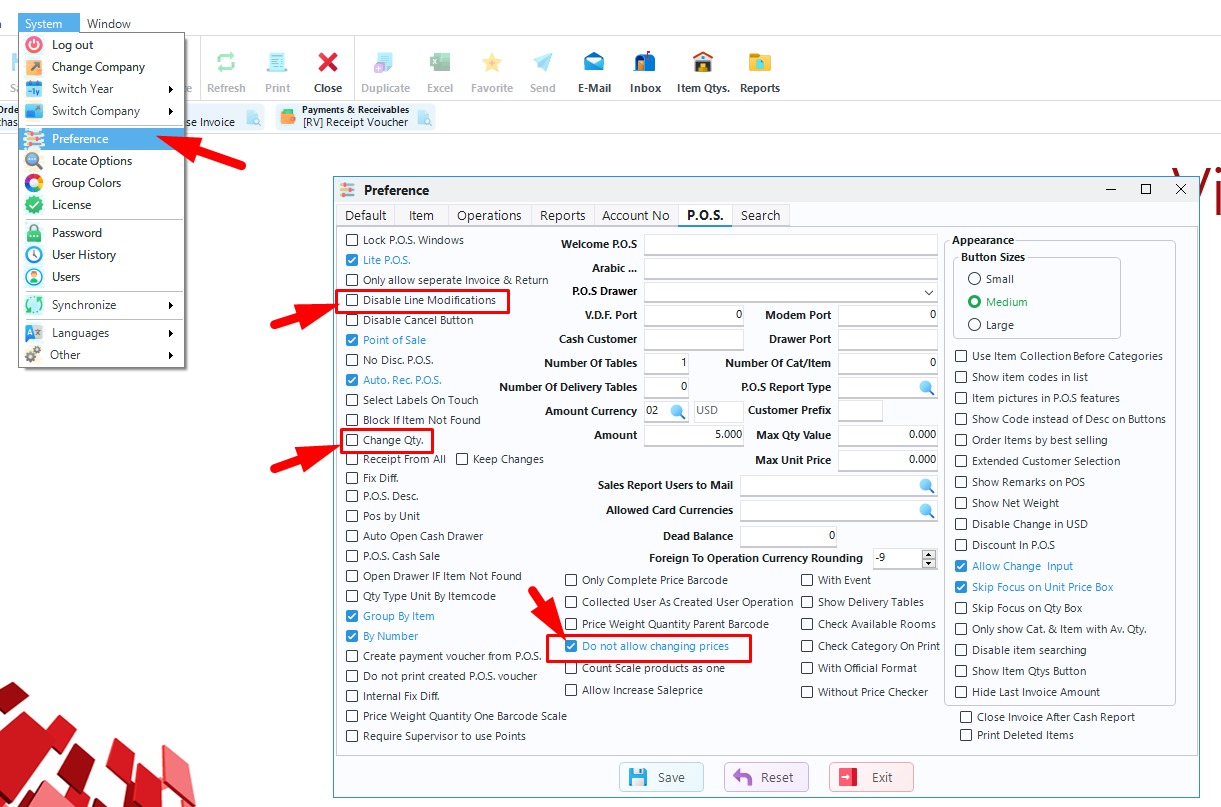 System
Window
Log out
Change Company
Switch Year
Switch Company
Preference
Locate Options
Group Colors
License
Password
User History
Users
Synchronize
Languages
Other
Refresh
Print
Close
Duplicate
Excel
Favorite
Send
E-Mail
Inbox
Item Qtys.
Reports
se Invoice
Payments & Receivables
[RV] Receipt Voucher
Vi
Preference
Default
Item
Operations
Reports
Account No
P.O.S.
Search
Lock P.O.S. Windows
Lite P.O.S.
Only allow seperate Invoice & Return
Disable Line Modifications
Disable Cancel Button
Point of Sale
No Disc. P.O.S.
Auto. Rec. P.O.S.
Select Labels On Touch
Block If Item Not Found
Change Qty.
Receipt From All
Keep Changes
Fix Diff.
P.O.S. Desc.
Pos by Unit
Auto Open Cash Drawer
P.O.S. Cash Sale
Open Drawer IF Item Not Found
Qty Type Unit By Itemcode
Group By Item
By Number
Create payment voucher from P.O.S.
Do not print created P.O.S. voucher
Internal Fix Diff.
Price Weight Quantity One Barcode Scale
Require Supervisor to use Points
Welcome P.O.S
Arabic ...
P.O.S Drawer
V.D.F. Port 0
Modem Port 0
Cash Customer
Drawer Port
Number Of Tables 1
Number Of Cat/Item 0
Number Of Delivery Tables 0
P.O.S Report Type
Amount Currency 02 USD
Customer Prefix
Amount 5.000
Max Qty Value 0.000
Max Unit Price 0.000
Sales Report Users to Mail
Allowed Card Currencies
Dead Balance 0
Foreign To Operation Currency Rounding -9
Only Complete Price Barcode
Collected User As Created User Operation
Price Weight Quantity Parent Barcode
Do not allow changing prices
Count Scale products as one
Allow Increase Saleprice
With Event
Show Delivery Tables
Check Available Rooms
Check Category On Print
With Official Format
Without Price Checker
Appearance
Button Sizes
Small
Medium
Large
Use Item Collection Before Categories
Show item codes in list
Item pictures in P.O.S features
Show Code instead of Desc on Buttons
Order Items by best selling
Extended Customer Selection
Show Remarks on POS
Show Net Weight
Disable Change in USD
Discount In P.O.S
Allow Change Input
Skip Focus on Unit Price Box
Skip Focus on Qty Box
Only show Cat. & Item with Av. Qty.
Disable item searching
Show Item Qtys Button
Hide Last Invoice Amount
Close Invoice After Cash Report
Print Deleted Items
Save
Reset
Exit